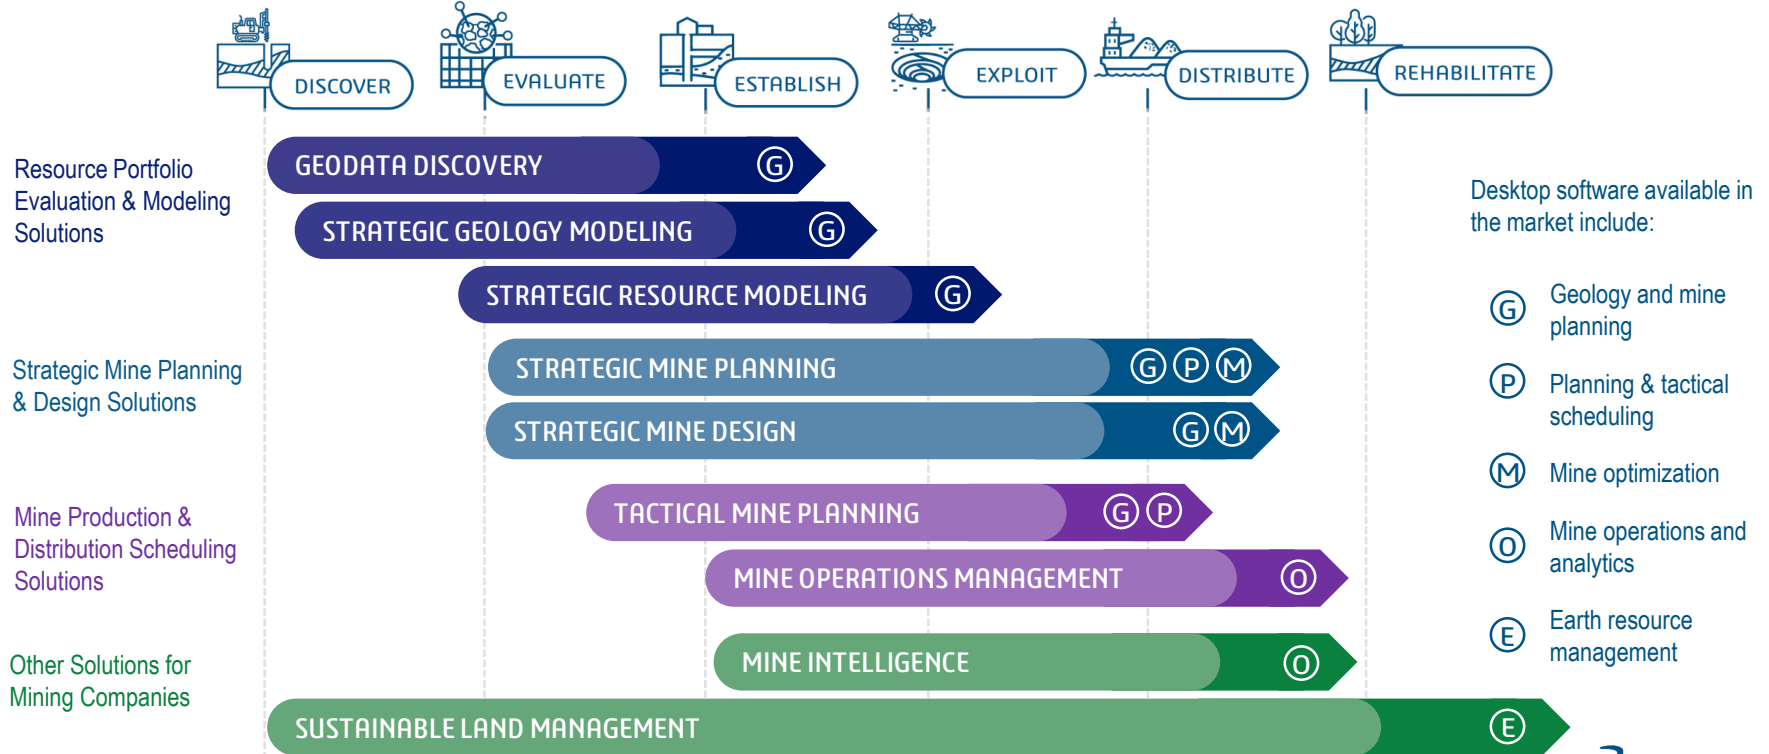 DISCOVER
EVALUATE
ESTABLISH
EXPLOIT
DISTRIBUTE
REHABILITATE
Resource Portfolio
Evaluation & Modeling
Solutions
GEODATA DISCOVERY G
STRATEGIC GEOLOGY MODELING G
STRATEGIC RESOURCE MODELING G
Strategic Mine Planning
& Design Solutions
STRATEGIC MINE PLANNING G P M
STRATEGIC MINE DESIGN G M
Mine Production &
Distribution Scheduling
Solutions
TACTICAL MINE PLANNING G P
MINE OPERATIONS MANAGEMENT O
Other Solutions for
Mining Companies
MINE INTELLIGENCE O
SUSTAINABLE LAND MANAGEMENT E
Desktop software available in
the market include:
G Geology and mine
planning
P Planning & tactical
scheduling
M Mine optimization
O Mine operations and
analytics
E Earth resource
management